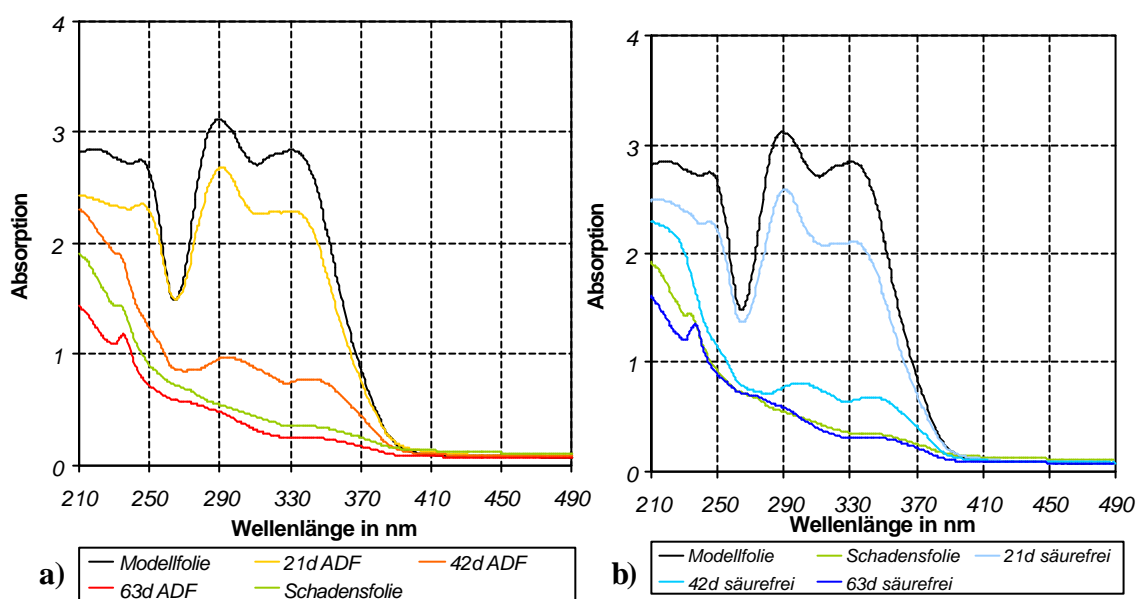 4
3
2
1
0
Absorption
210 250 290 330 370 410 450 490
Wellenlänge in nm
a)
Modellfolie 21d ADF 42d ADF
63d ADF Schadensfolie
4
3
2
1
0
Absorption
210 250 290 330 370 410 450 490
Wellenlänge in nm
b)
Modellfolie Schadensfolie 21d säurefrei
42d säurefrei 63d säurefrei